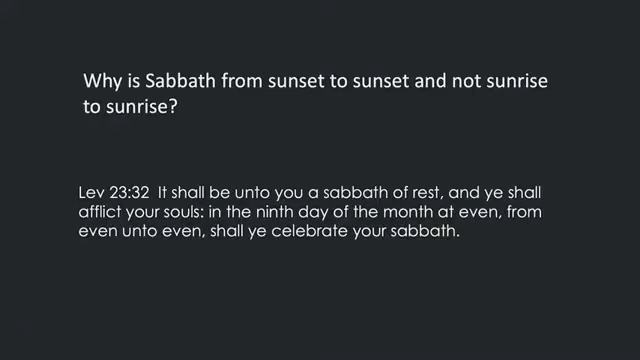 Why is Sabbath from sunset to sunset and not sunrise
to sunrise?
Lev 23:32 It shall be unto you a sabbath of rest, and ye shall
afflict your souls: in the ninth day of the month at even, from
even unto even, shall ye celebrate your sabbath.